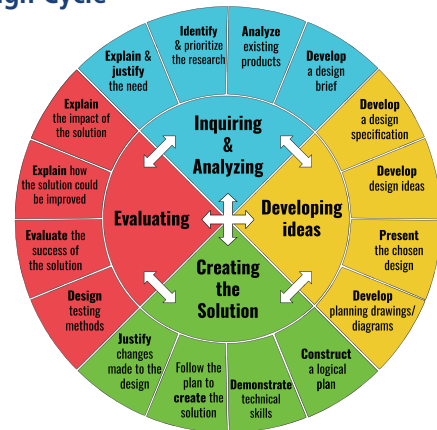 gn Cycle
Explain &
justify
the need
Identify
& prioritize
the research
Analyze
existing
products
Develop
a design
brief
Develop
a design
specification
Develop
design ideas
Present
the chosen
design
Develop
planning drawings/
diagrams
Construct
a logical
plan
Demonstrate
technical
skills
Follow the
plan to
create the
solution
Justify
changes
made to the
design
Design
testing
methods
Evaluate the
success of
the solution
Explain how
the solution could
be improved
Explain
the impact of
the solution
Inquiring
&
Analyzing
Developing
ideas
Creating
the
Solution
Evaluating